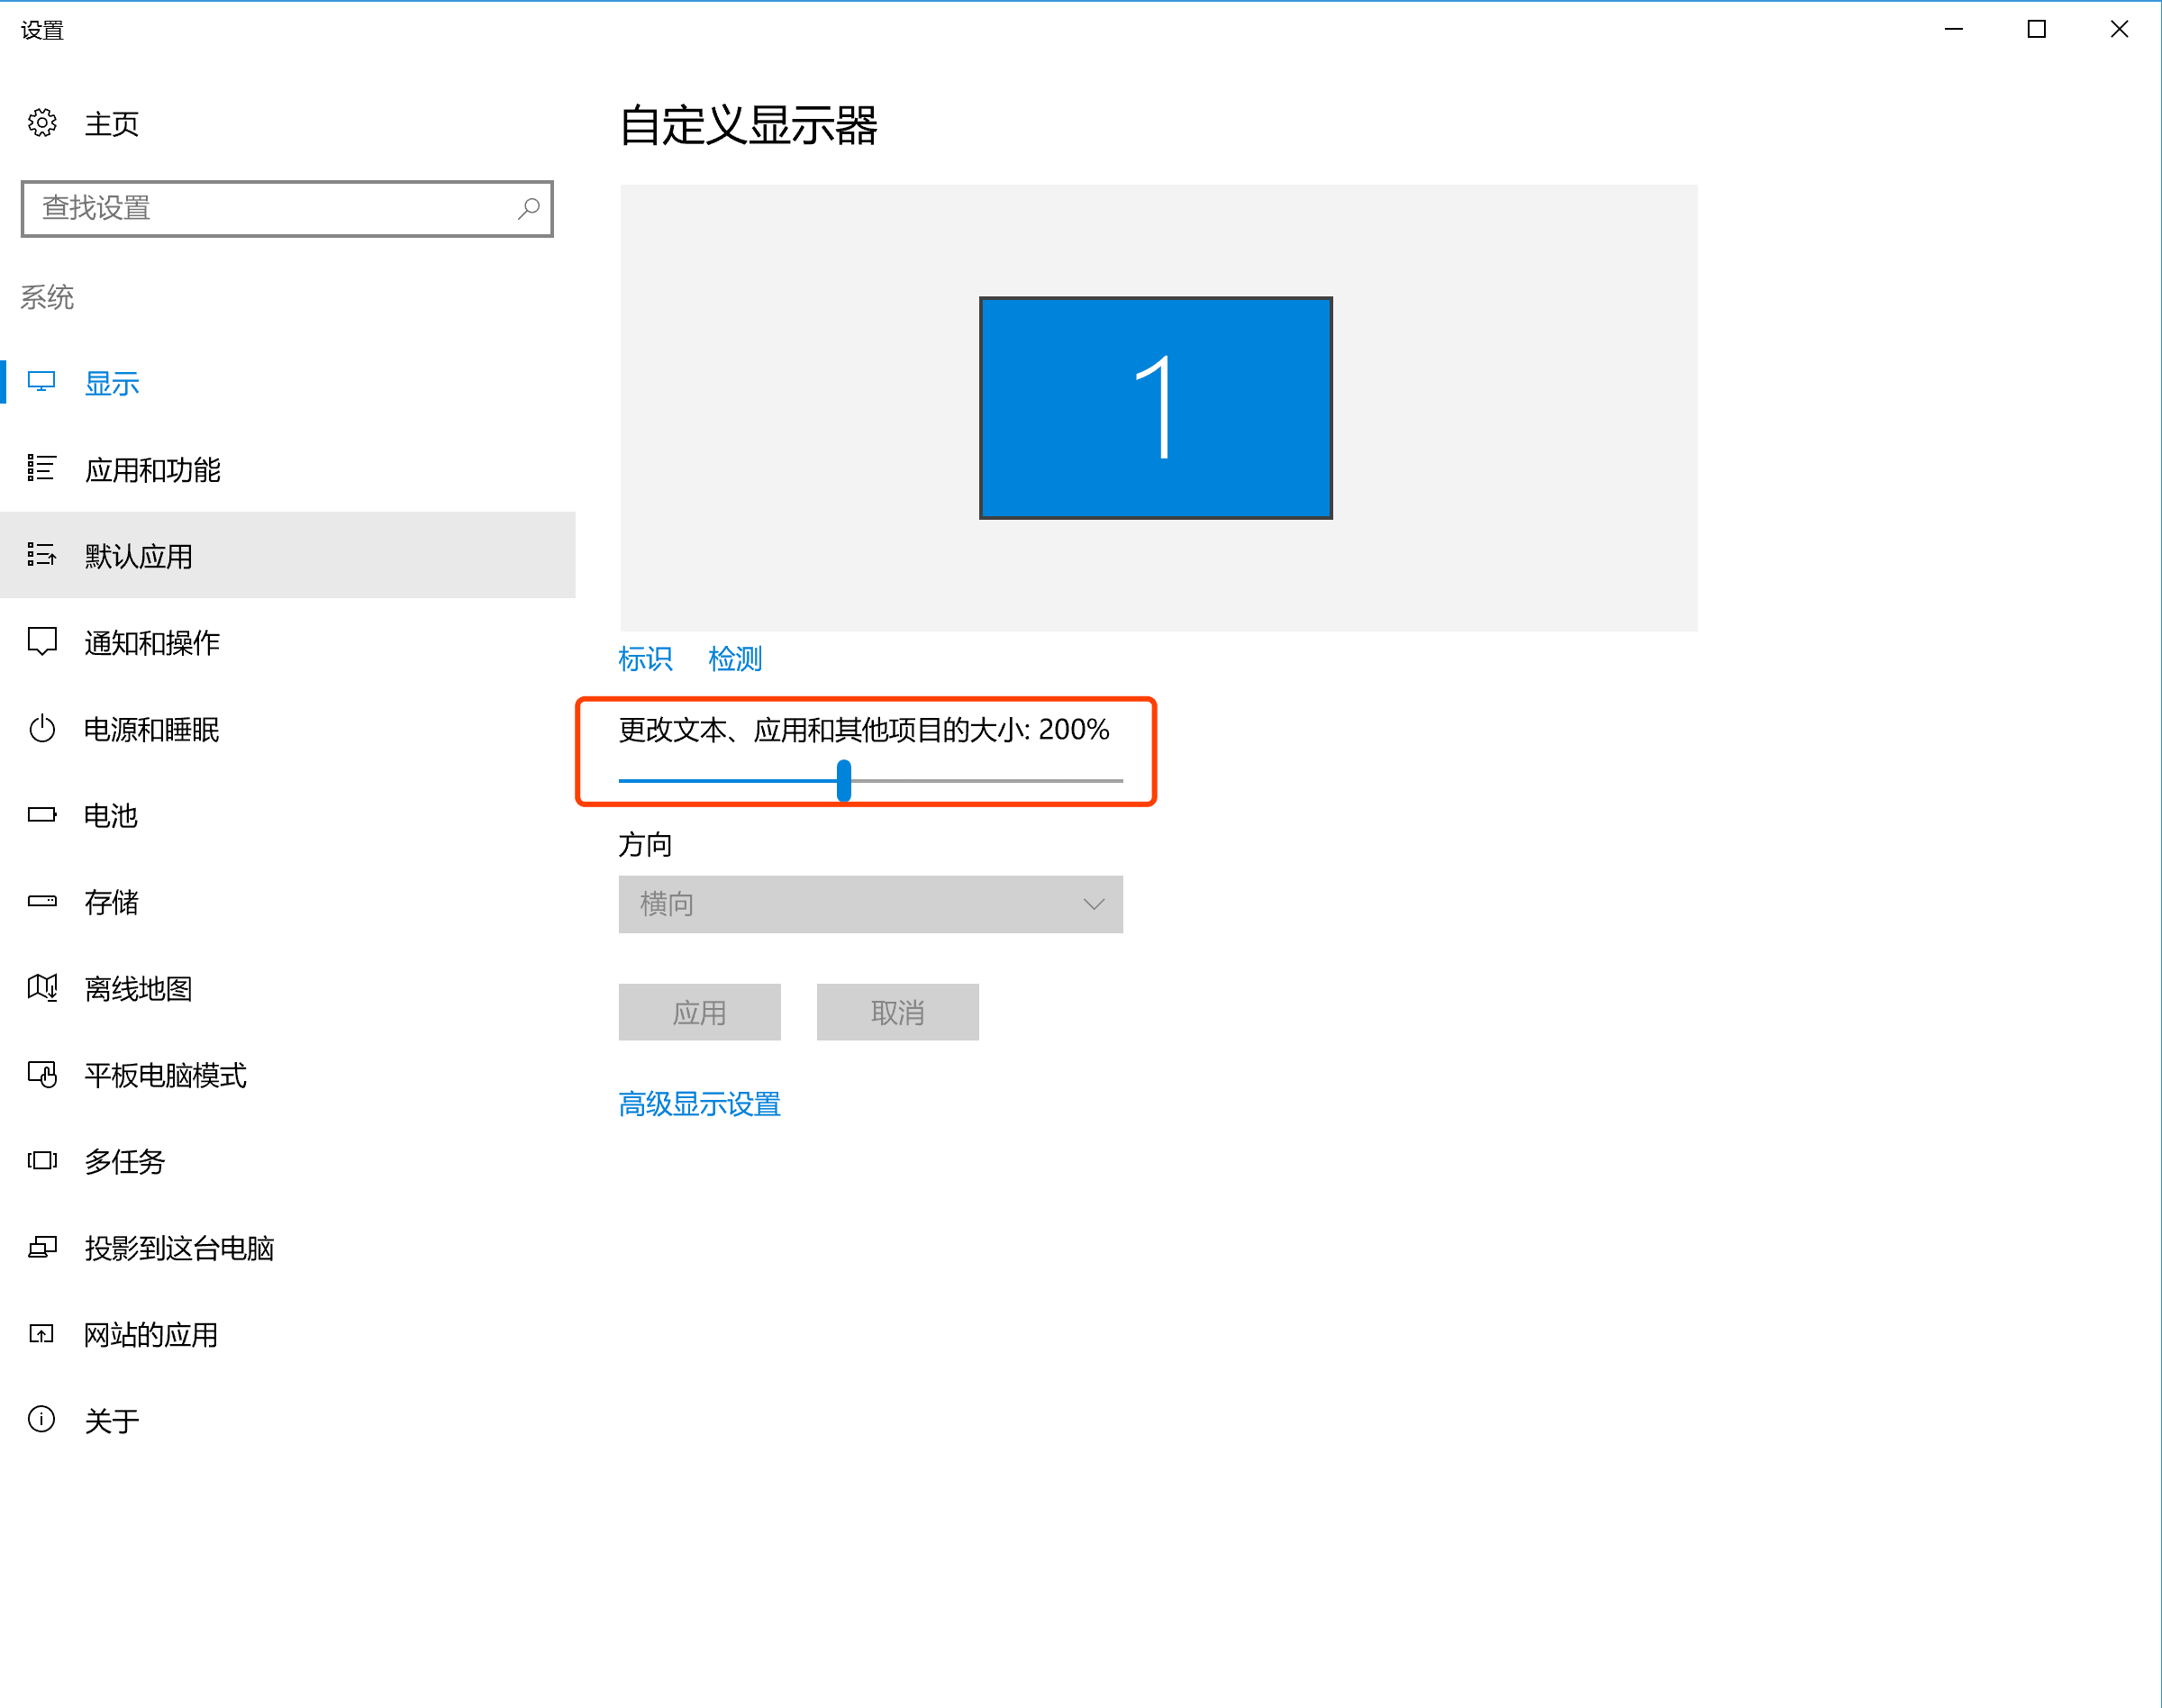 设置
主页
查找设置
系统
显示
应用和功能
默认应用
通知和操作
电源和睡眠
电池
存储
离线地图
平板电脑模式
多任务
投影到这台电脑
网站的应用
关于
自定义显示器
1
标识 检测
更改文本、应用和其他项目的大小: 200%
方向
横向
应用 取消
高级显示设置